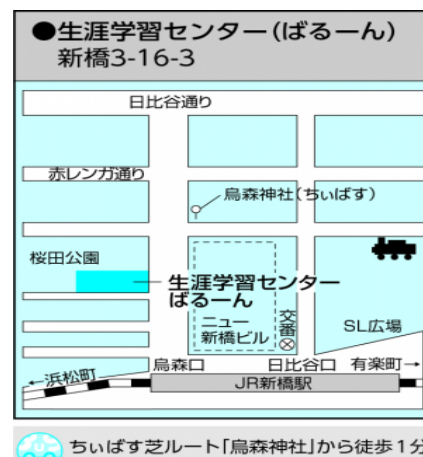 ●生涯学習センター(ばるーん)
新橋3-16-3
日比谷通り
赤レンガ通り
烏森神社(ちぃばす)
桜田公園
生涯学習センター
ばるーん
ニュー
新橋ビル
交番
SL広場
烏森口
日比谷口
有楽町→
←浜松町
JR新橋駅
ちぃばす芝ルート「烏森神社」から徒歩1分